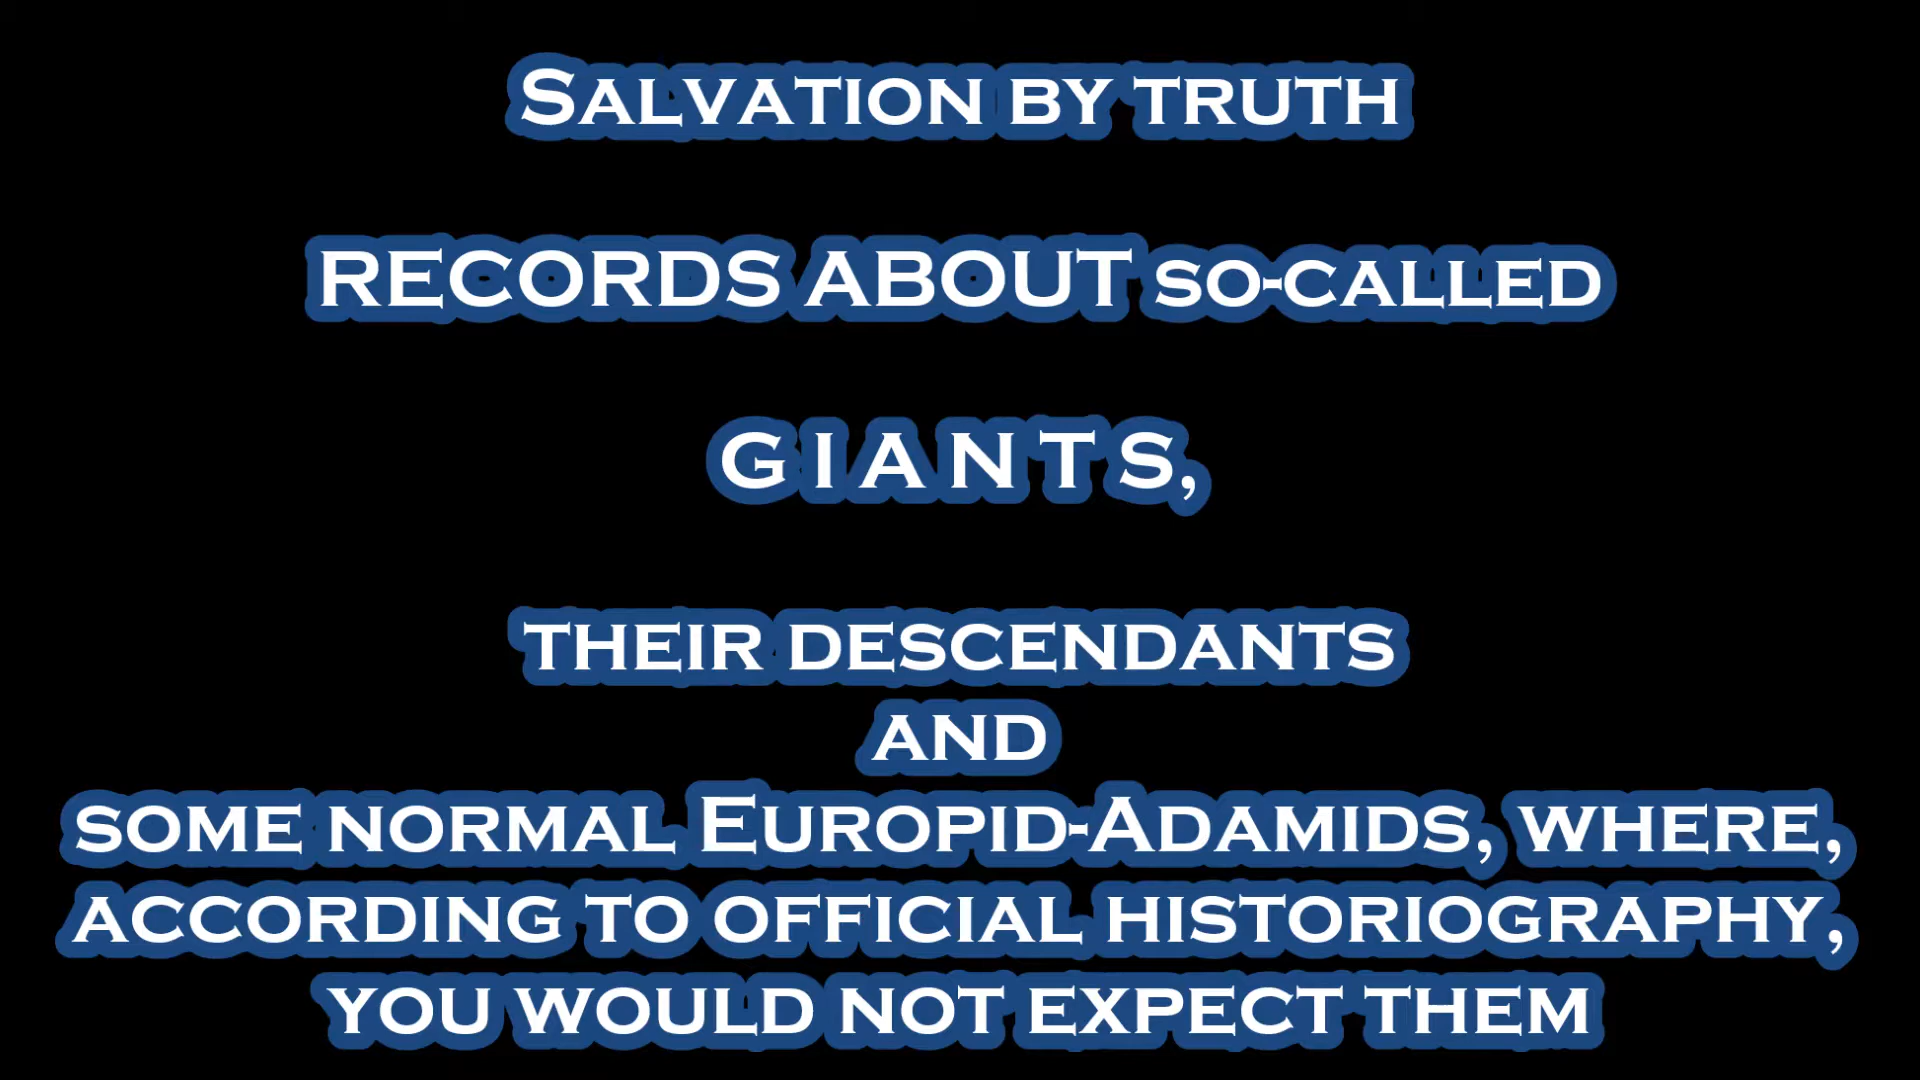 Salvation by truth
RECORDS ABOUT so-called
G I A N T S,
their descendants
and
some normal Europid-Adamids, where,
according to official historiography,
you would not expect them